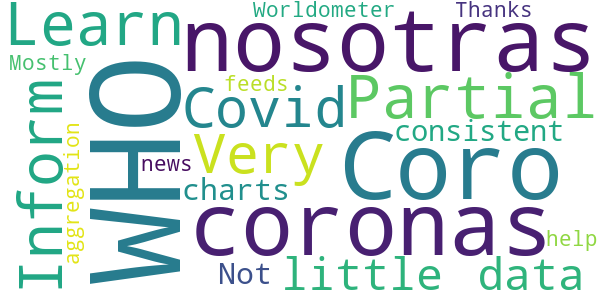 Worldometer Thanks
Learn nosotras
Mostly
feeds
Inform WHO Covid Partial
consistent
aggregation news Very Coro
charts
coronas
help
Not little data